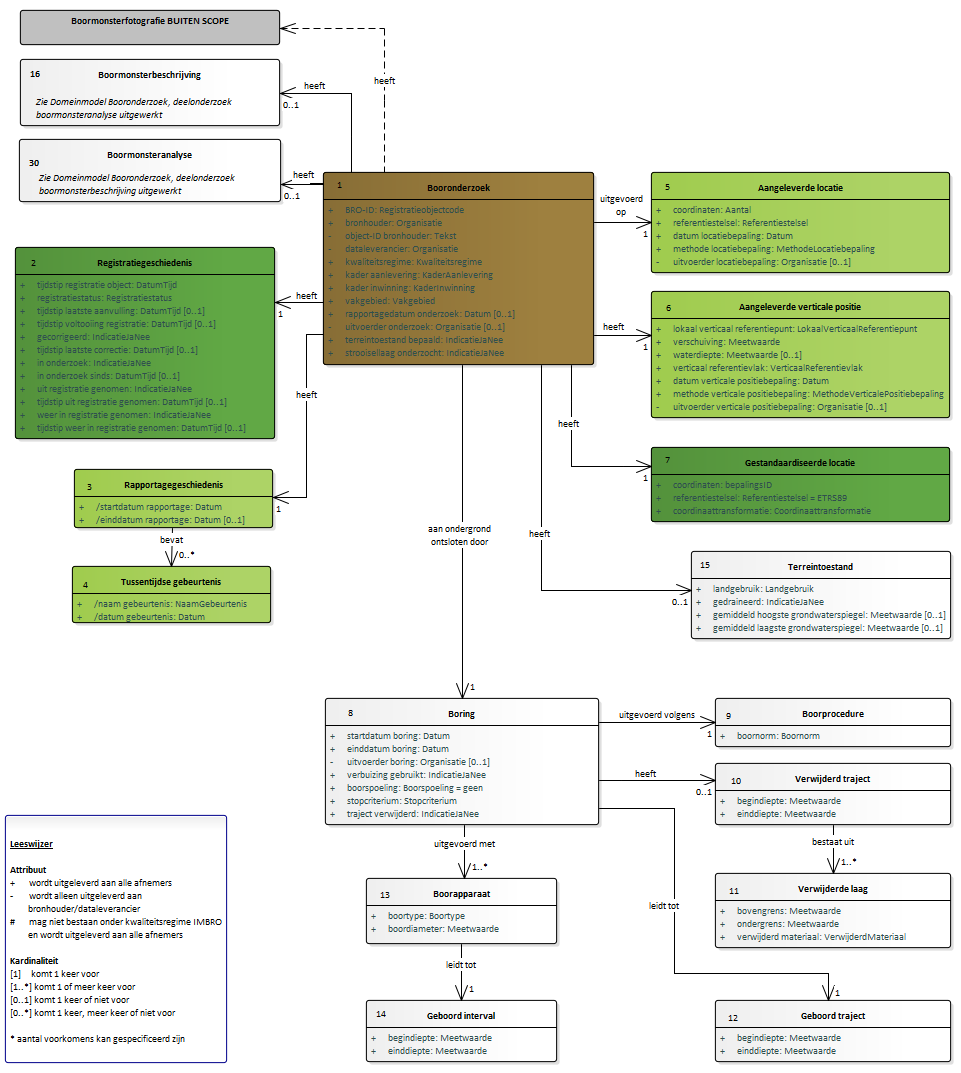 Boormonsterfotografie BUITEN SCOPE
heeft
16
Boormonsterbeschrijving
Zie Domeinmodel Booronderzoek, deelonderzoek
boormonsteranalyse uitgewerkt
heeft
0..1
30
Boormonsteranalyse
Zie Domeinmodel Booronderzoek, deelonderzoek
boormonsterbeschrijving uitgewerkt
heeft
0..1
1
Booronderzoek
+ BRO-ID: Registratieobjectcode
+ bronhouder: Organisatie
- object-ID bronhouder: Tekst
- dataleverancier: Organisatie
+ kwaliteitsregime: Kwaliteitsregime
+ kader aanlevering: KaderAanlevering
+ kader inwinning: KaderInwinning
+ vakgebied: Vakgebied
+ rapportagedatum onderzoek: Datum [0..1]
- uitvoerder onderzoek: Organisatie [0..1]
+ terreintoestand bepaald: IndicatieJaNee
+ strooisellaag onderzocht: IndicatieJaNee
uitgevoerd
op
1
5
Aangeleverde locatie
+ coordinaten: Aantal
+ referentiestelsel: Referentiestelsel
+ datum locatiebepaling: Datum
+ methode locatiebepaling: MethodeLocatiebepaling
- uitvoerder locatiebepaling: Organisatie [0..1]
2
Registratiegeschiedenis
+ tijdstip registratie object: DatumTijd
+ registratiestatus: Registratiestatus
+ tijdstip laatste aanvulling: DatumTijd [0..1]
+ tijdstip voltooiing registratie: DatumTijd [0..1]
+ gecorrigeerd: IndicatieJaNee
+ tijdstip laatste correctie: DatumTijd [0..1]
+ in onderzoek: IndicatieJaNee
+ in onderzoek sinds: DatumTijd [0..1]
+ uit registratie genomen: IndicatieJaNee
+ tijdstip uit registratie genomen: DatumTijd [0..1]
+ weer in registratie genomen: IndicatieJaNee
+ tijdstip weer in registratie genomen: DatumTijd [0..1]
heeft
1
heeft
1
6
Aangeleverde verticale positie
+ lokaal verticaal referentiepunt: LokaalVerticaalReferentiepunt
+ verschuiving: Meetwaarde
+ waterdiepte: Meetwaarde [0..1]
+ verticaal referentievlak: VerticaalReferentievlak
+ datum verticale positiebepaling: Datum
+ methode verticale positiebepaling: MethodeVerticalePositiebepaling
- uitvoerder verticale positiebepaling: Organisatie [0..1]
heeft
1
heeft
1
7
Gestandaardiseerde locatie
+ coordinaten: bepalingsID
+ referentiestelsel: Referentiestelsel = ETRS89
+ coordinaattransformatie: Coordinaattransformatie
3
Rapportagegeschiedenis
+ /startdatum rapportage: Datum
+ /einddatum rapportage: Datum [0..1]
bevat
0..*
4
Tussentijdse gebeurtenis
+ /naam gebeurtenis: NaamGebeurtenis
+ /datum gebeurtenis: Datum
aan ondergrond
ontsloten door
1
heeft
0..1
15
Terreintoestand
+ landgebruik: Landgebruik
+ gedraineerd: IndicatieJaNee
+ gemiddeld hoogste grondwaterspiegel: Meetwaarde [0..1]
+ gemiddeld laagste grondwaterspiegel: Meetwaarde [0..1]
8
Boring
+ startdatum boring: Datum
+ einddatum boring: Datum
- uitvoerder boring: Organisatie [0..1]
+ verbuizing gebruikt: IndicatieJaNee
+ boorspoeling: Boorspoeling = geen
+ stopcriterium: Stopcriterium
+ traject verwijderd: IndicatieJaNee
uitgevoerd volgens
1
9
Boorprocedure
+ boornorm: Boornorm
heeft
0..1
10
Verwijderd traject
+ begindiepte: Meetwaarde
+ einddiepte: Meetwaarde
bestaat uit
1..*
11
Verwijderde laag
+ bovengrens: Meetwaarde
+ ondergrens: Meetwaarde
+ verwijderd materiaal: VerwijderdMateriaal
uitgevoerd met
1..*
13
Boorapparaat
+ boortype: Boortype
+ boordiameter: Meetwaarde
leidt tot
1
14
Geboord interval
+ begindiepte: Meetwaarde
+ einddiepte: Meetwaarde
leidt tot
1
12
Geboord traject
+ begindiepte: Meetwaarde
+ einddiepte: Meetwaarde
Leeswijzer
Attribuut
+ wordt uitgeleverd aan alle afnemers
- wordt alleen uitgeleverd aan
bronhouder/dataleverancier
# mag niet bestaan onder kwaliteitsregime IMBRO
en wordt uitgeleverd aan alle afnemers
Kardinaliteit
[1] komt 1 keer voor
[1..*] komt 1 of meer keer voor
[0..1] komt 1 keer of niet voor
[0..*] komt 1 keer, meer keer of niet voor
* aantal voorkomens kan gespecificeerd zijn